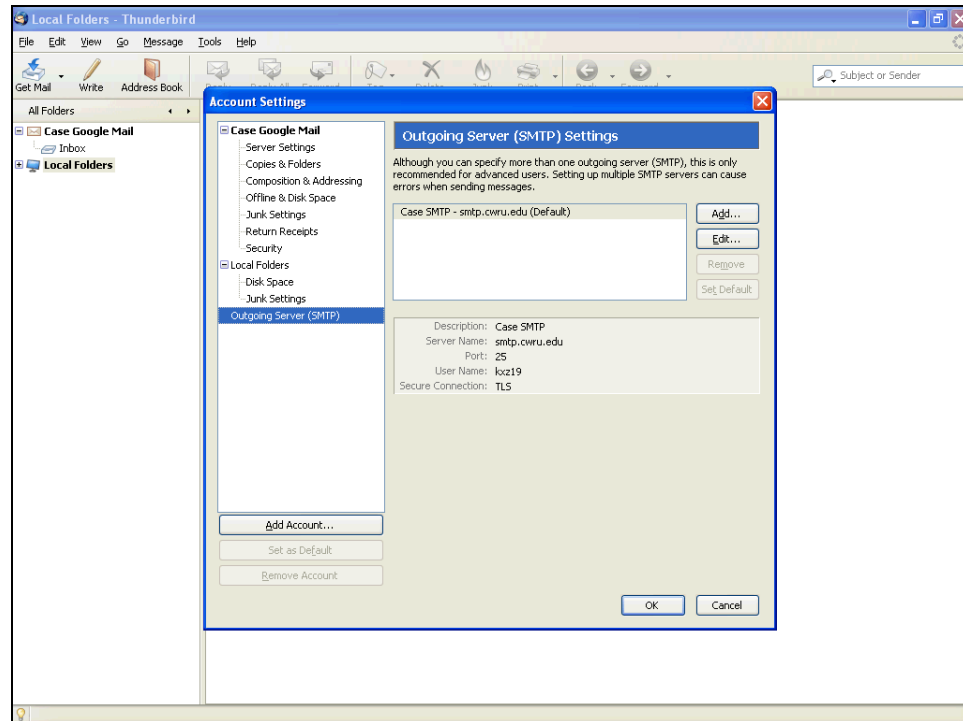 Local Folders - Thunderbird
File Edit View Go Message Tools Help
Get Mail Write Address Book
Subject or Sender
All Folders
Case Google Mail
Inbox
Local Folders
Account Settings
Case Google Mail
Server Settings
Copies & Folders
Composition & Addressing
Offline & Disk Space
Junk Settings
Return Receipts
Security
Local Folders
Disk Space
Junk Settings
Outgoing Server (SMTP)
Add Account...
Set as Default
Remove Account
Outgoing Server (SMTP) Settings
Although you can specify more than one outgoing server (SMTP), this is only
recommended for advanced users. Setting up multiple SMTP servers can cause
errors when sending messages.
Case SMTP - smtp.cwru.edu (Default)
Add...
Edit...
Remove
Set Default
Description: Case SMTP
Server Name: smtp.cwru.edu
Port: 25
User Name: kxz19
Secure Connection: TLS
OK Cancel